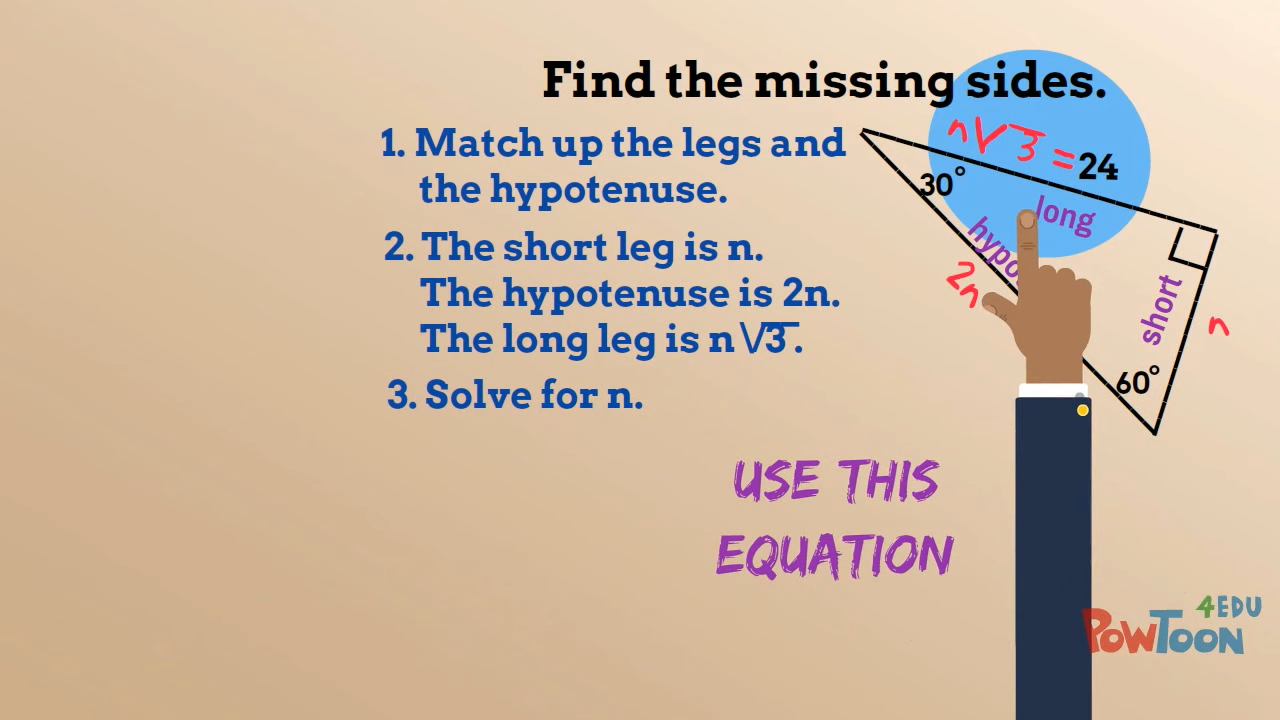 Find the missing sides.
1. Match up the legs and
the hypotenuse.
2. The short leg is n.
The hypotenuse is 2n.
The long leg is n√3.
3. Solve for n.
n√3 = 24
30°
long
2n
short
n
60°
USE THIS
EQUATION
4EDU
POWTOON